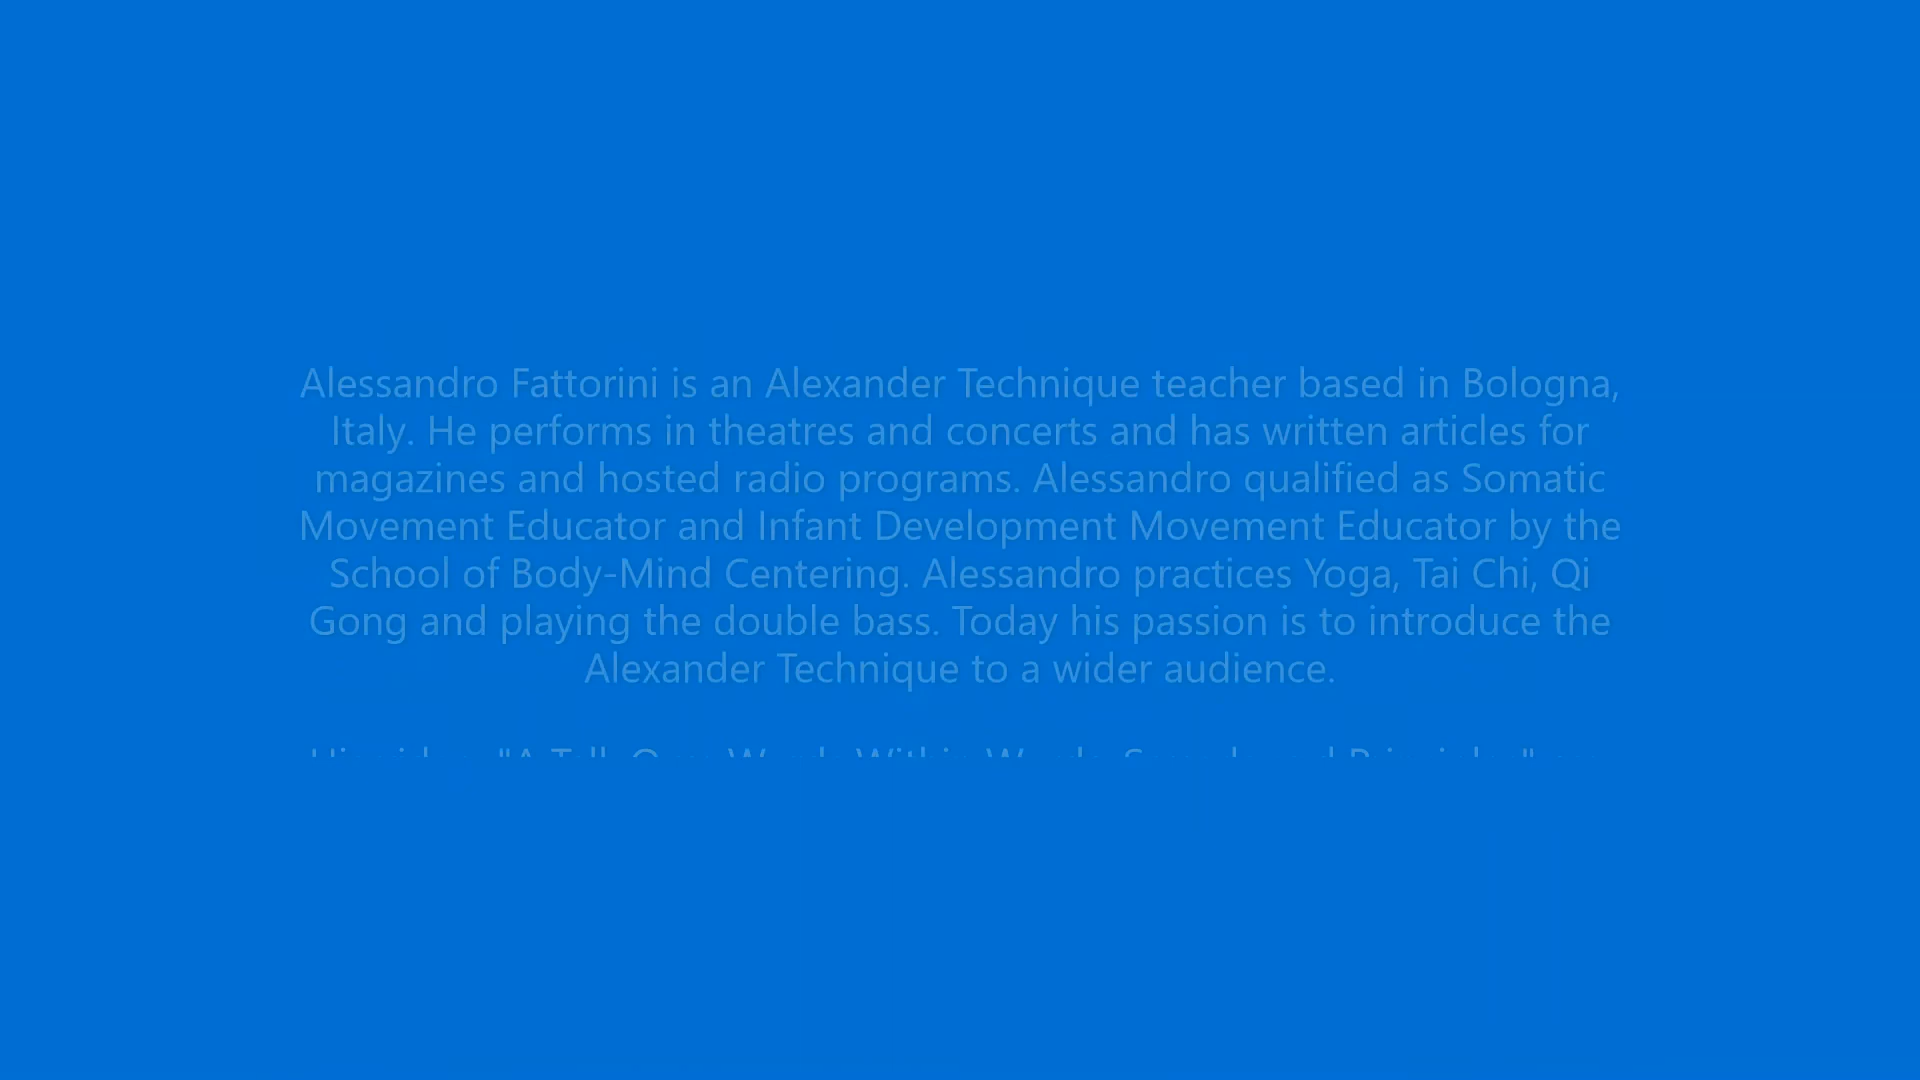 Alessandro Fattorini is an Alexander Technique teacher based in Bologna,
Italy. He performs in theatres and concerts and has written articles for
magazines and hosted radio programs. Alessandro qualified as Somatic
Movement Educator and Infant Development Movement Educator by the
School of Body-Mind Centering. Alessandro practices Yoga, Tai Chi, Qi
Gong and playing the double bass. Today his passion is to introduce the
Alexander Technique to a wider audience.